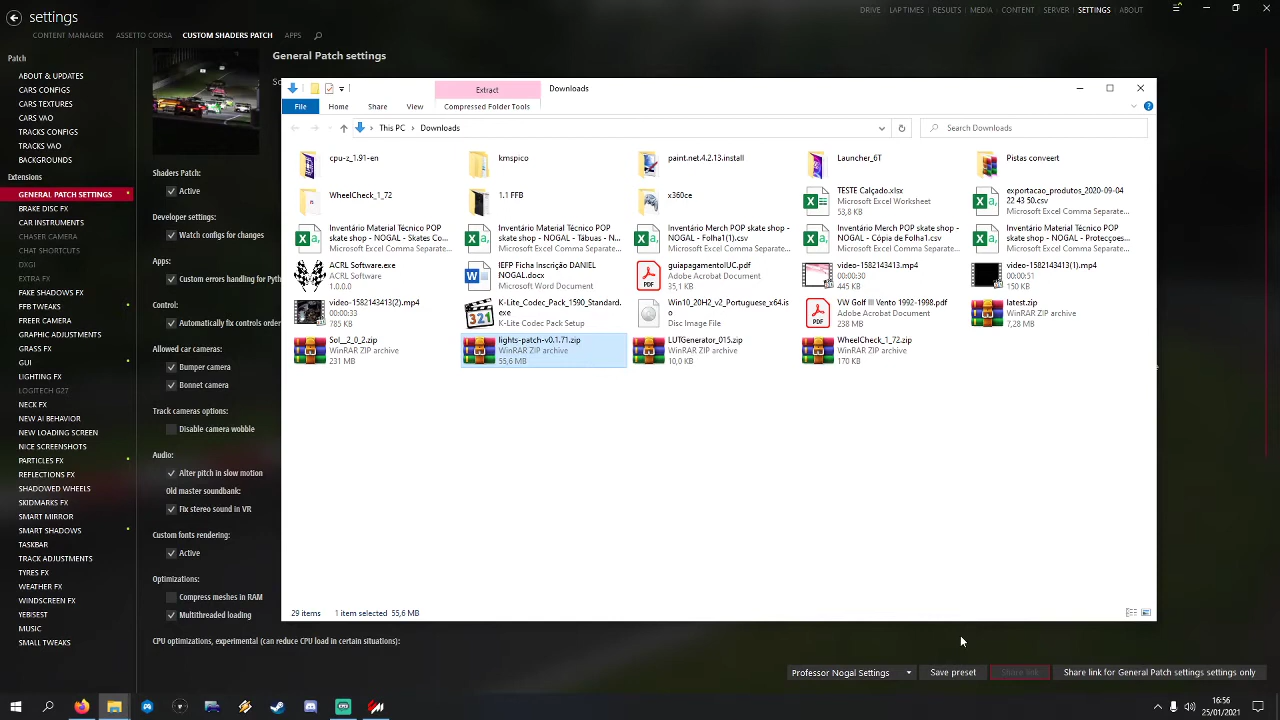 settings
DRIVE LAP TIMES RESULTS MEDIA CONTENT SERVER SETTINGS ABOUT
CONTENT MANAGER ASSETTO CORSA CUSTOM SHADERS PATCH APPS
Patch
ABOUT & UPDATES
CARS CONFIGS
CARS TEXTURES
CARS VAO
TRACKS CONFIGS
TRACKS VAO
BACKGROUNDS
Extensions
GENERAL PATCH SETTINGS
BRAKE DISC FX
CAR INSTRUMENTS
CHASER CAMERA
CHAT SHORTCUTS
DXGI
EXTRA FX
FAKE SHADOWS FX
FFB TWEAKS
FREER CAMERA
GRAPHIC ADJUSTMENTS
GRASS FX
GUI
LIGHTING FX
LOGITECH G27
NECK FX
NEW AI BEHAVIOR
NEW LOADING SCREEN
NICE SCREENSHOTS
PARTICLES FX
REFLECTIONS FX
SHADOWED WHEELS
SKIDMARKS FX
SMART MIRROR
SMART SHADOWS
TASKBAR
TRACK ADJUSTMENTS
TYRES FX
WEATHER FX
WINDSCREEN FX
YEBISEST
MUSIC
SMALL TWEAKS
General Patch settings
Shaders Patch:
Active
Developer settings:
Watch configs for changes
Apps:
Custom errors handling for Pyth
Control:
Automatically fix controls order
Allowed car cameras:
Bumper camera
Bonnet camera
Track cameras options:
Disable camera wobble
Audio:
Alter pitch in slow motion
Old master soundbank:
Fix stereo sound in VR
Custom fonts rendering:
Active
Optimizations:
Compress meshes in RAM
Multithreaded loading
CPU optimizations, experimental (can reduce CPU load in certain situations):
Extract Downloads
File Home Share View Compressed Folder Tools
This PC > Downloads
Search Downloads
cpu-z_1.91-en
kmspico
paint.net.4.2.13.install
Launcher_6T
Pistas conveert
WheelCheck_1_72
1.1 FFB
x360ce
TESTE Calçado.xlsx
Microsoft Excel Worksheet
53,8 KB
exportacao_produtos_2020-09-04
22 43 50.csv
Microsoft Excel Comma Separate...
Inventário Material Técnico POP
skate shop - NOGAL - Skates Co...
Microsoft Excel Comma Separate...
Inventário Material Técnico POP
skate shop - NOGAL - Tábuas - N...
Microsoft Excel Comma Separate...
Inventário Merch POP skate shop
- NOGAL - Folha1(1).csv
Microsoft Excel Comma Separate...
Inventário Merch POP skate shop
- NOGAL - Cópia de Folha1.csv
Microsoft Excel Comma Separate...
Inventário Material Técnico POP
skate shop - NOGAL - Protecçoes...
Microsoft Excel Comma Separate...
ACRL Software.exe
ACRL Software
1.0.0.0
IEFP Ficha Inscrição DANIEL
NOGAL.docx
Microsoft Word Document
guiapagamentoIUC.pdf
Adobe Acrobat Document
35,1 KB
video-1582143413.mp4
00:00:30
445 KB
video-1582143413(1).mp4
00:00:51
150 KB
video-1582143413(2).mp4
00:00:33
785 KB
K-Lite_Codec_Pack_1590_Standard.
exe
K-Lite Codec Pack Setup
Win10_20H2_v2_Portuguese_x64.is
o
Disc Image File
VW Golf III Vento 1992-1998.pdf
Adobe Acrobat Document
238 MB
latest.zip
WinRAR ZIP archive
7,28 MB
Sol__2_0_2.zip
WinRAR ZIP archive
231 MB
lights-patch-v0.1.71.zip
WinRAR ZIP archive
55,6 MB
LUTGenerator_015.zip
WinRAR ZIP archive
10,0 KB
WheelCheck_1_72.zip
WinRAR ZIP archive
170 KB
29 items 1 item selected 55,6 MB
Professor Nogal Settings Save preset Share link Share link for General Patch settings settings only
16:56
25/01/2021